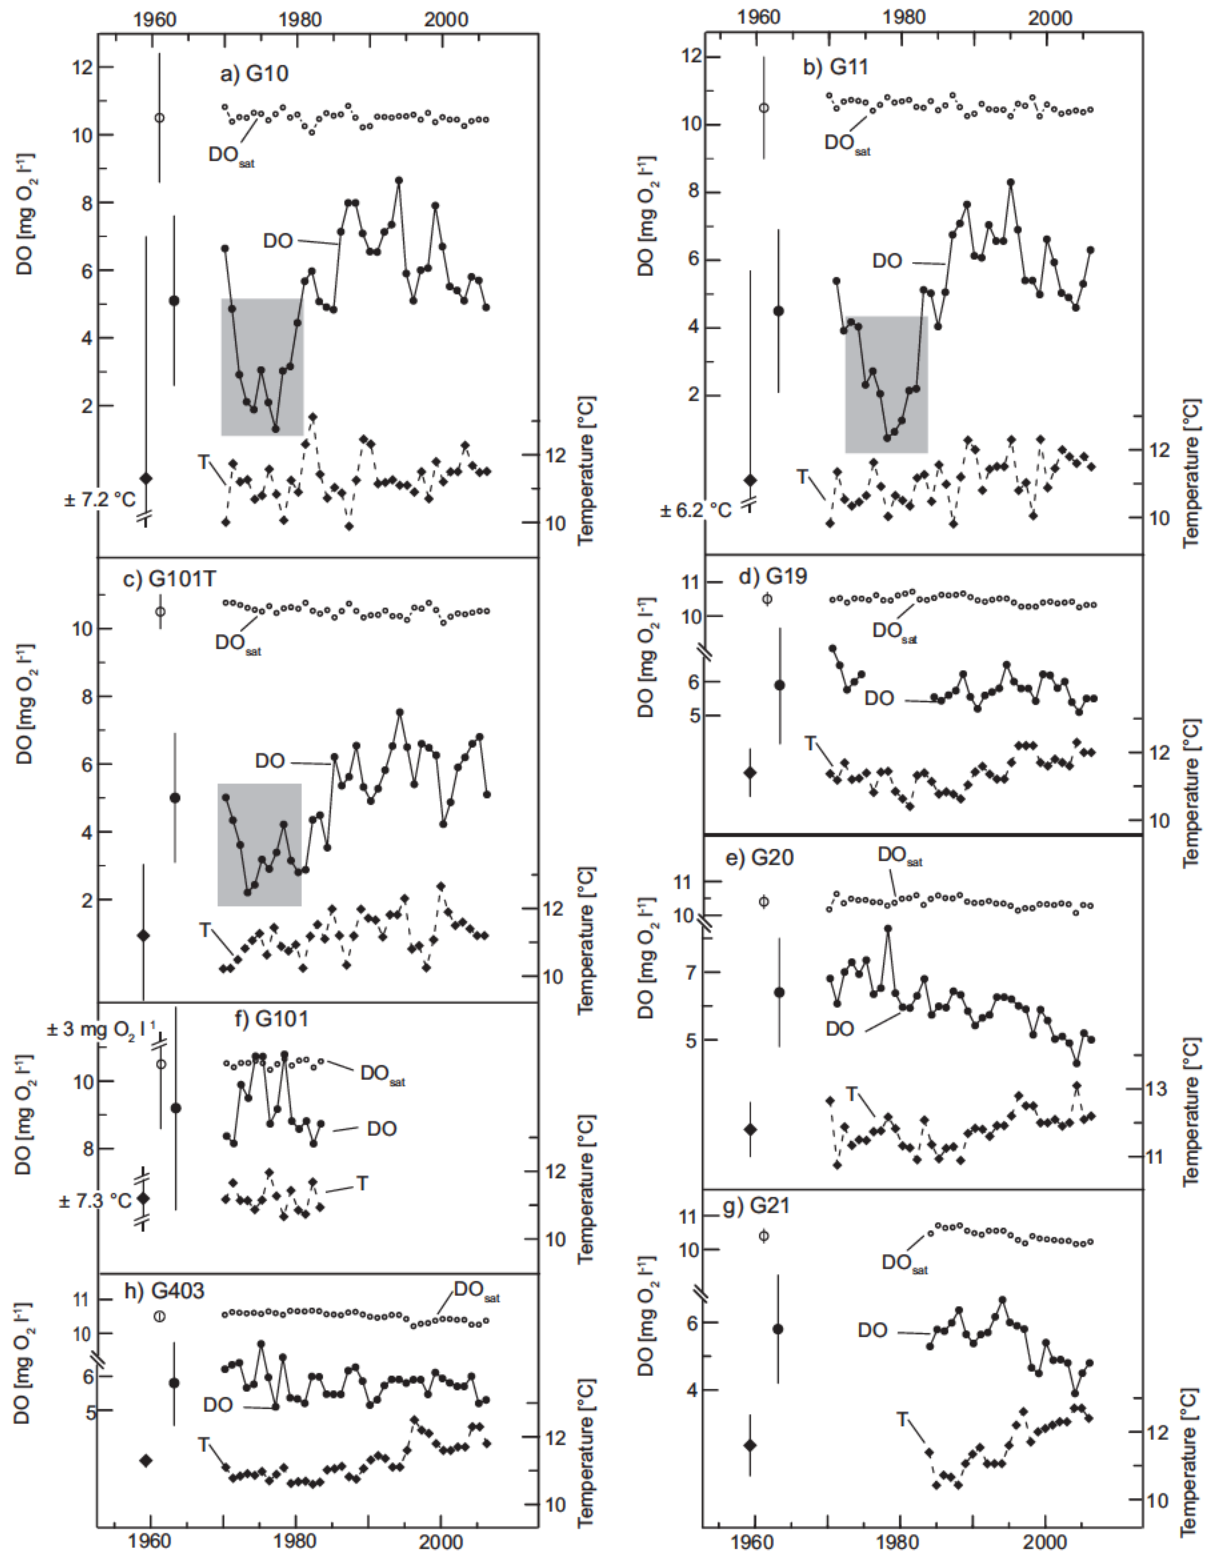 1960 1980 2000
1960 1980 2000
a) G10
12
10
8
6
4
2
DO [mg O₂ l⁻¹]
DOsat
DO
T
± 7.2 °C
12
10
Temperature [°C]
b) G11
12
10
8
6
4
2
DO [mg O₂ l⁻¹]
DOsat
DO
T
± 6.2 °C
12
10
Temperature [°C]
c) G101T
10
8
6
4
2
DO [mg O₂ l⁻¹]
DOsat
DO
T
12
10
Temperature [°C]
d) G19
11
10
6
5
DO [mg O₂ l⁻¹]
DOsat
DO
T
12
10
Temperature [°C]
e) G20
11
10
7
5
DO [mg O₂ l⁻¹]
DOsat
DO
T
13
11
Temperature [°C]
± 3 mg O₂ l⁻¹
f) G101
10
8
DO [mg O₂ l⁻¹]
DOsat
DO
T
± 7.3 °C
12
10
Temperature [°C]
g) G21
11
10
6
4
DO [mg O₂ l⁻¹]
DOsat
DO
T
12
10
Temperature [°C]
h) G403
11
10
6
5
DO [mg O₂ l⁻¹]
DOsat
DO
T
12
10
Temperature [°C]
1960 1980 2000
1960 1980 2000